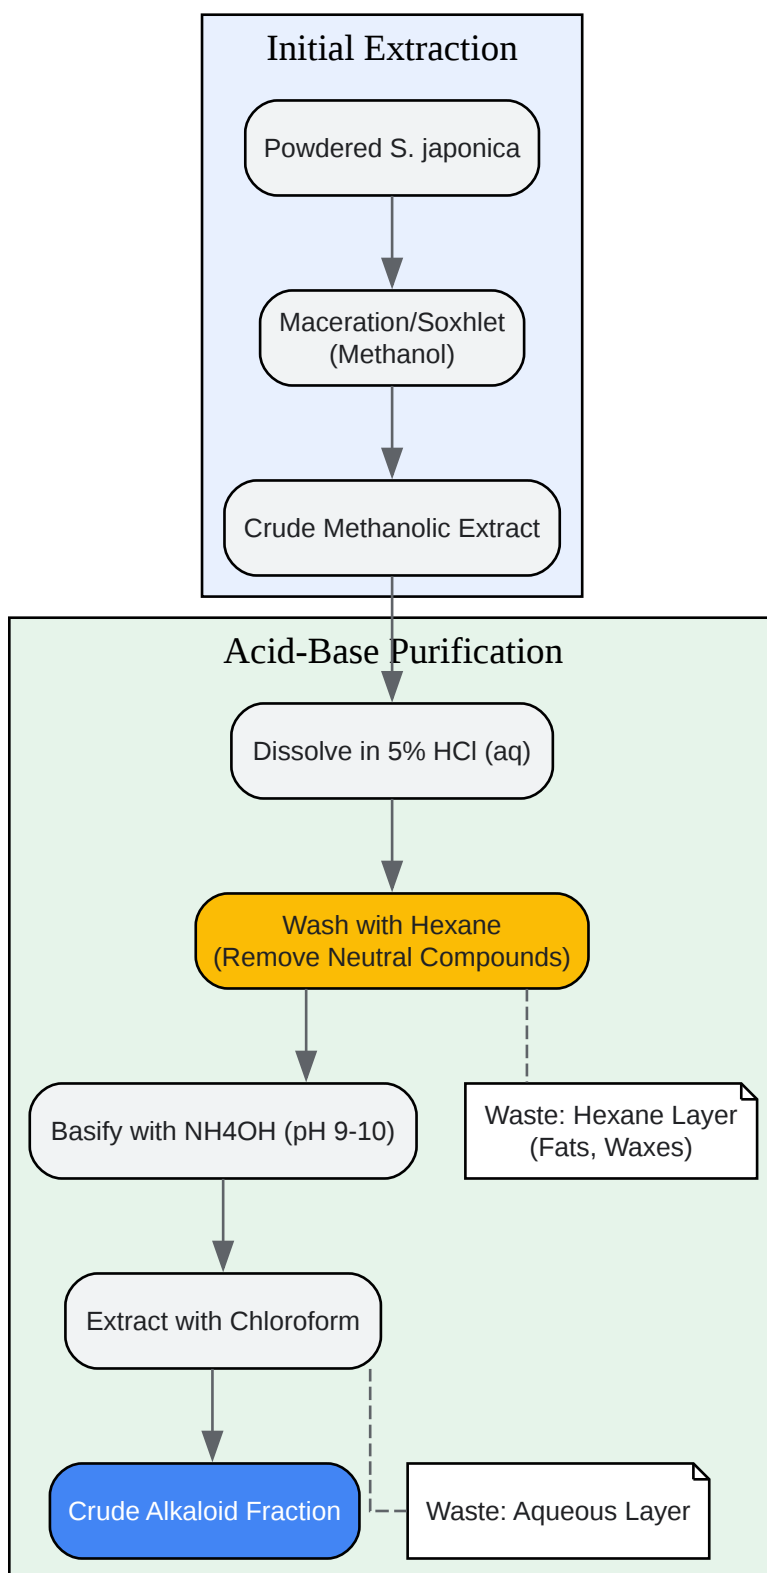 Initial Extraction
Powdered S. japonica
Maceration/Soxhlet
(Methanol)
Crude Methanolic Extract
Acid-Base Purification
Dissolve in 5% HCl (aq)
Wash with Hexane
(Remove Neutral Compounds)
Basify with NH4OH (pH 9-10)
Waste: Hexane Layer
(Fats, Waxes)
Extract with Chloroform
Crude Alkaloid Fraction
Waste: Aqueous Layer